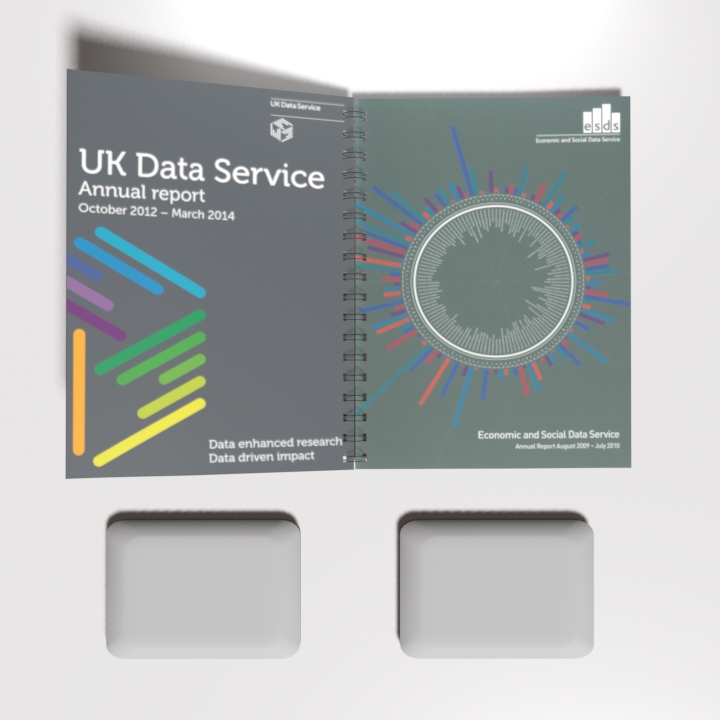 UK Data Service
UK Data Service
Annual report
October 2012 – March 2014
Data enhanced research
Data driven impact
esds
Economic and Social Data Service
Economic and Social Data Service
Annual Report August 2009 – July 2010